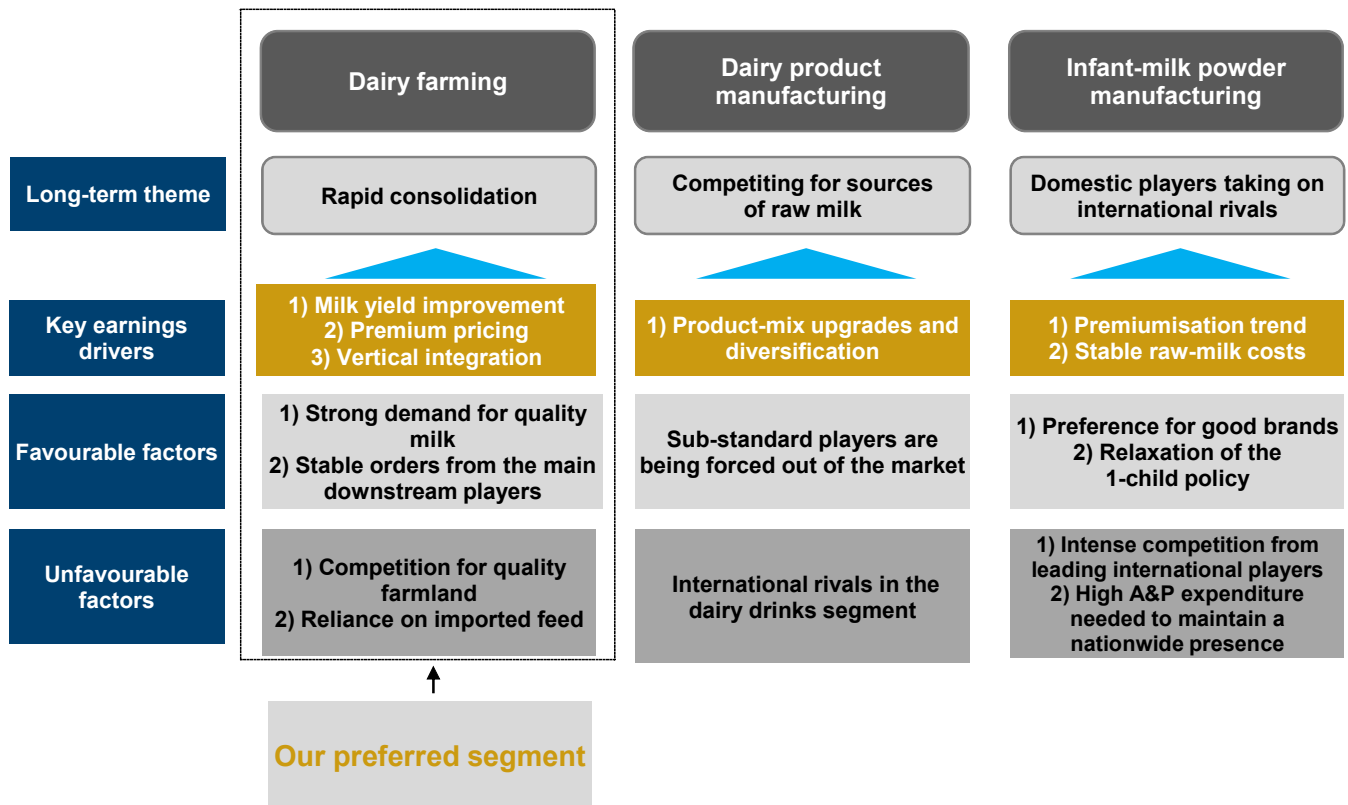 Dairy farming
Dairy product
manufacturing
Infant-milk powder
manufacturing
Long-term theme
Rapid consolidation
Competiting for sources
of raw milk
Domestic players taking on
international rivals
Key earnings
drivers
1) Milk yield improvement
2) Premium pricing
3) Vertical integration
1) Product-mix upgrades and
diversification
1) Premiumisation trend
2) Stable raw-milk costs
Favourable factors
1) Strong demand for quality
milk
2) Stable orders from the main
downstream players
Sub-standard players are
being forced out of the market
1) Preference for good brands
2) Relaxation of the
1-child policy
Unfavourable
factors
1) Competition for quality
farmland
2) Reliance on imported feed
International rivals in the
dairy drinks segment
1) Intense competition from
leading international players
2) High A&P expenditure
needed to maintain a
nationwide presence
Our preferred segment